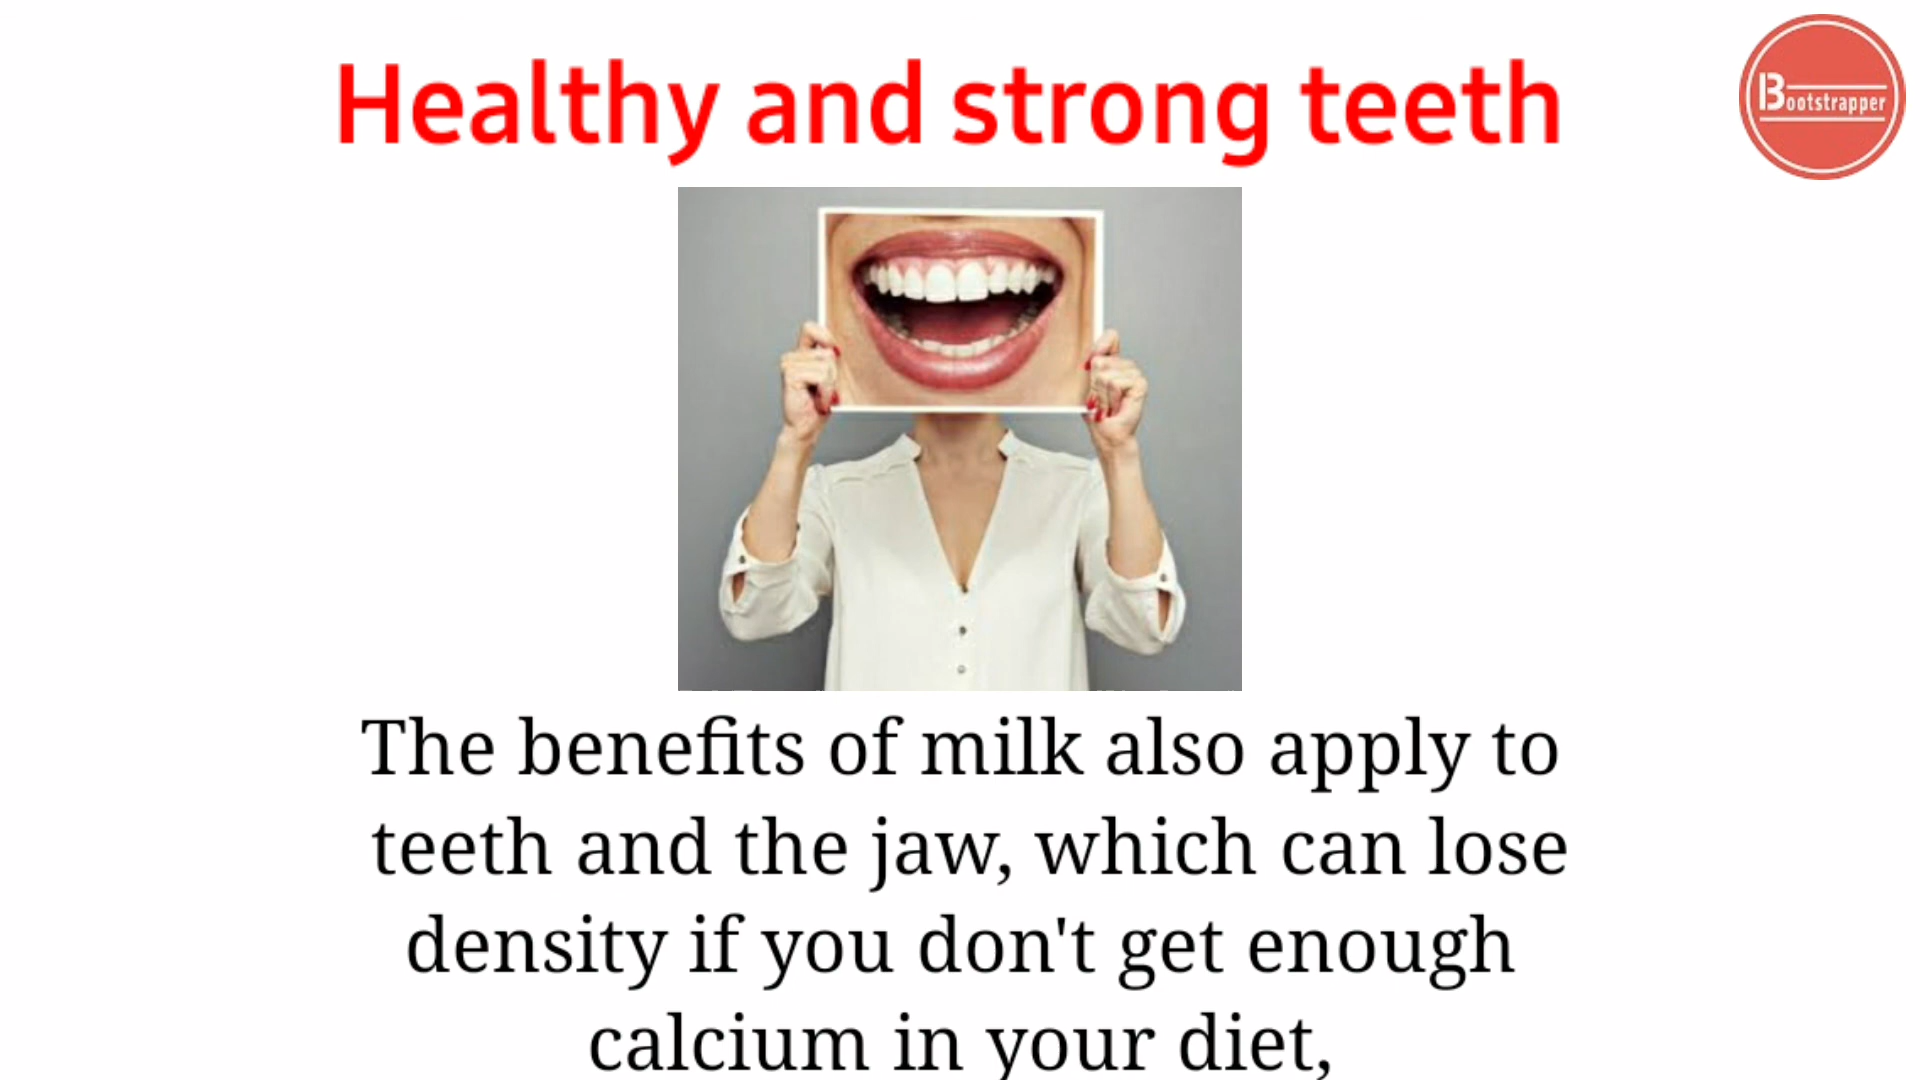 Healthy and strong teeth
Bootstrapper
The benefits of milk also apply to
teeth and the jaw, which can lose
density if you don't get enough
calcium in your diet,